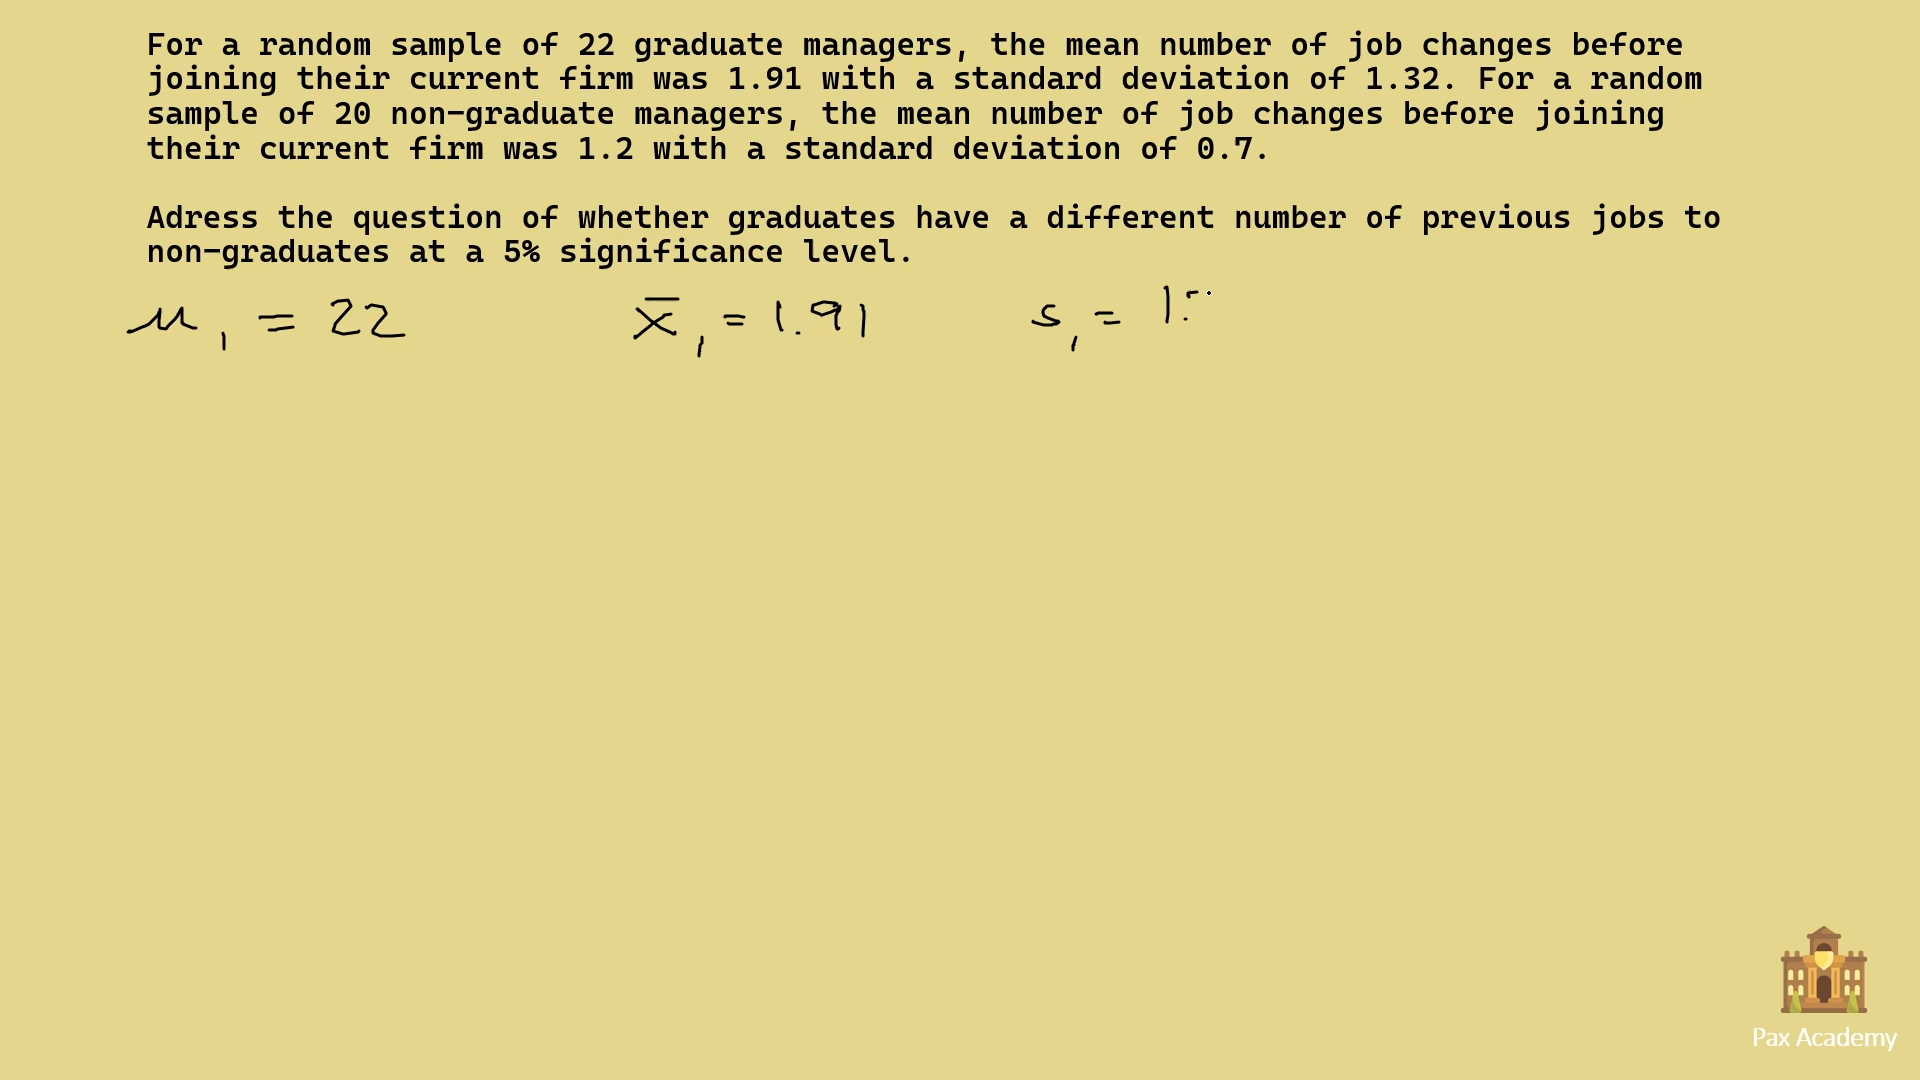 For a random sample of 22 graduate managers, the mean number of job changes before
joining their current firm was 1.91 with a standard deviation of 1.32. For a random
sample of 20 non-graduate managers, the mean number of job changes before joining
their current firm was 1.2 with a standard deviation of 0.7.
Adress the question of whether graduates have a different number of previous jobs to
non-graduates at a 5% significance level.
n₁ = 22 x̄₁ = 1.91 s₁ = 1.
Pax Academy